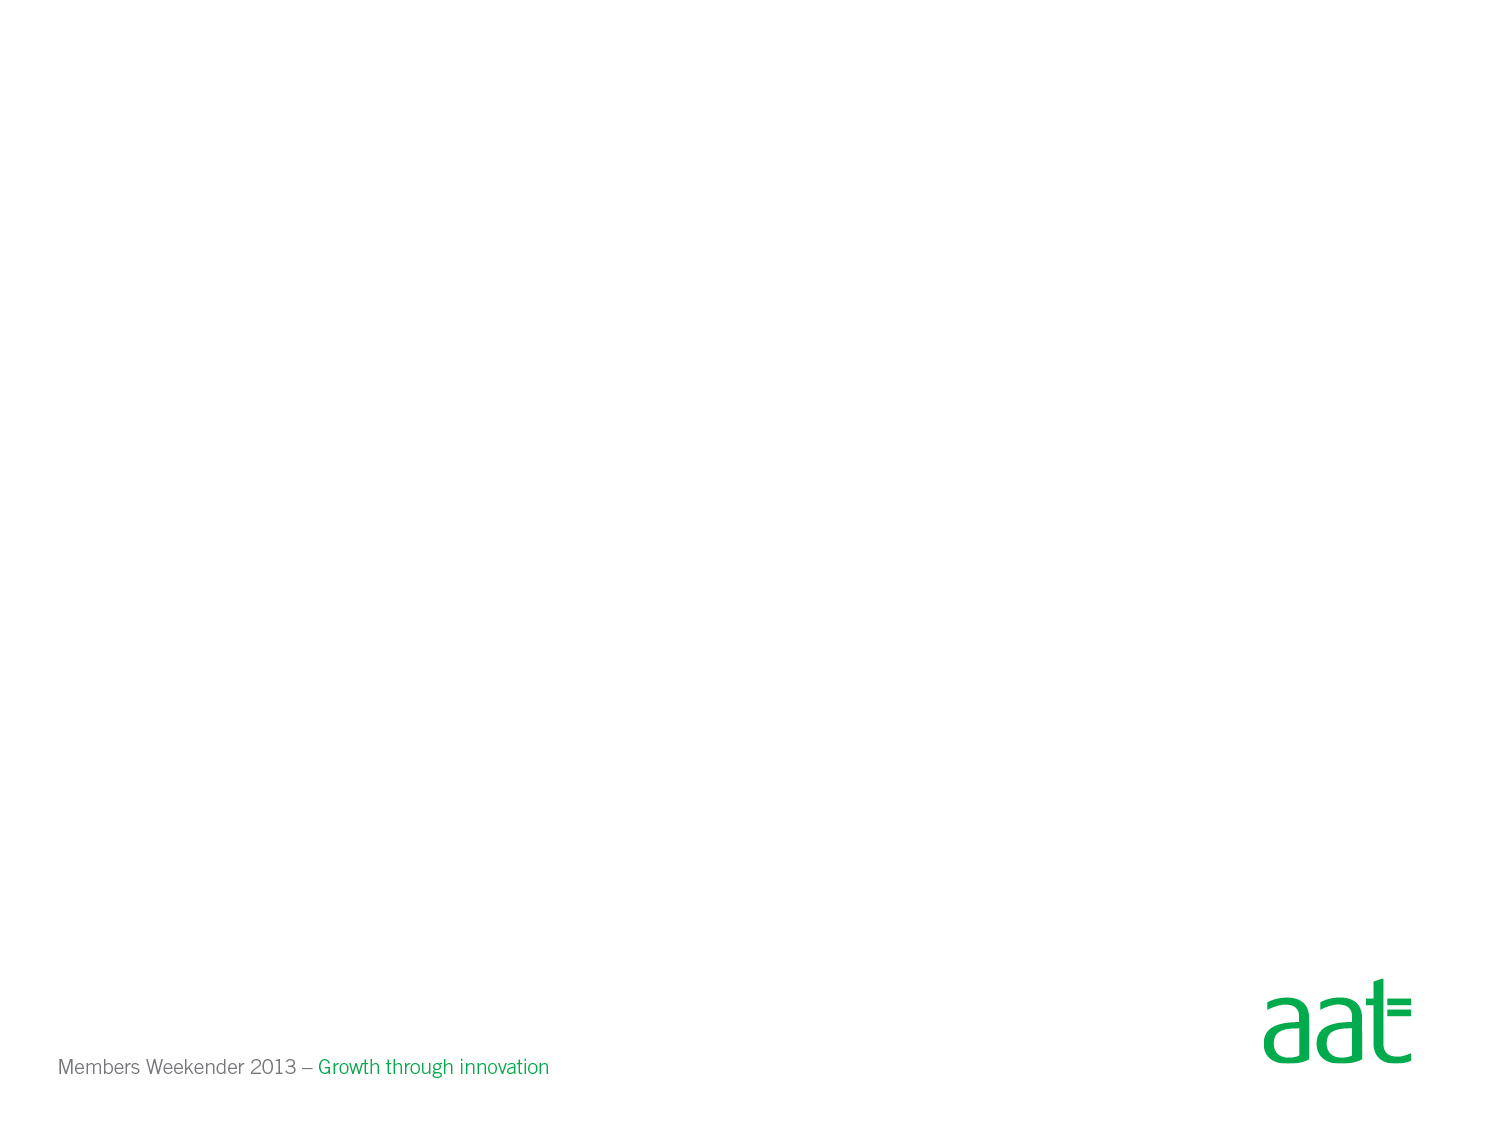 Members Weekender 2013 – Growth through innovation
aat